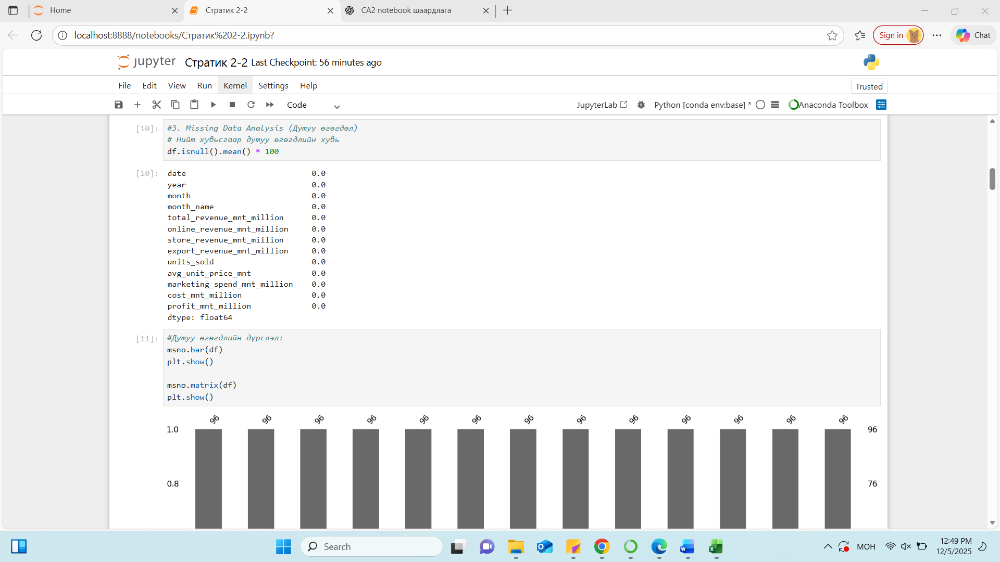 Home
Стратик 2-2
CA2 notebook шаардлага
localhost:8888/notebooks/Стратик%202-2.ipynb?
Sign in
Chat
jupyter
Стратик 2-2 Last Checkpoint: 56 minutes ago
File Edit View Run Kernel Settings Help
Trusted
Code
JupyterLab
Python [conda env:base] *
Anaconda Toolbox
[10]:
#3. Missing Data Analysis (Дутуу өгөгдөл)
# Нийт хувьсгаар дутуу өгөгдлийн хувь
df.isnull().mean() * 100
[10]:
date 0.0
year 0.0
month 0.0
month_name 0.0
total_revenue_mnt_million 0.0
online_revenue_mnt_million 0.0
store_revenue_mnt_million 0.0
export_revenue_mnt_million 0.0
units_sold 0.0
avg_unit_price_mnt 0.0
marketing_spend_mnt_million 0.0
cost_mnt_million 0.0
profit_mnt_million 0.0
dtype: float64
[11]:
#Дутуу өгөгдлийн дүрслэл:
msno.bar(df)
plt.show()
msno.matrix(df)
plt.show()
96 96 96 96 96 96 96 96 96 96 96 96 96
1.0 96
0.8 76
Search
МОН
12:49 PM
12/5/2025